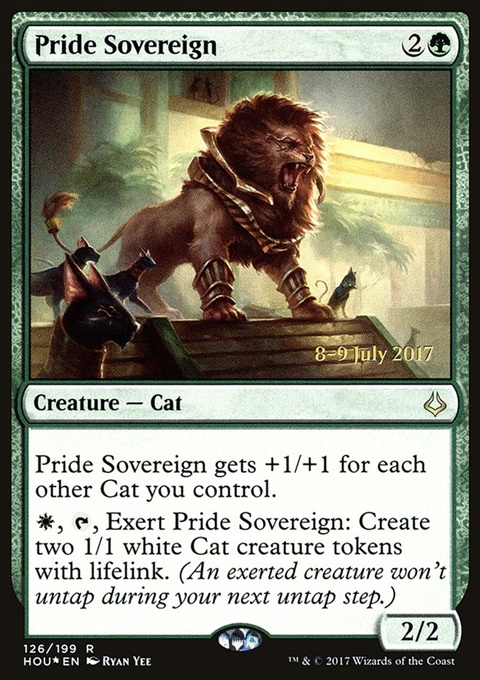 Pride Sovereign 2
8–9 July 2017
Creature — Cat
Pride Sovereign gets +1/+1 for each
other Cat you control.
, , Exert Pride Sovereign: Create
two 1/1 white Cat creature tokens
with lifelink. (An exerted creature won't
untap during your next untap step.)
2/2
126/199 R
HOU★EN Ryan Yee
™ & © 2017 Wizards of the Coast